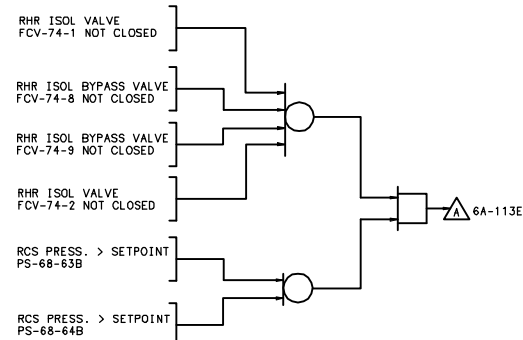 RHR ISOL VALVE
FCV-74-1 NOT CLOSED
RHR ISOL BYPASS VALVE
FCV-74-8 NOT CLOSED
RHR ISOL BYPASS VALVE
FCV-74-9 NOT CLOSED
RHR ISOL VALVE
FCV-74-2 NOT CLOSED
A 6A-113E
RCS PRESS. > SETPOINT
PS-68-63B
RCS PRESS. > SETPOINT
PS-68-64B